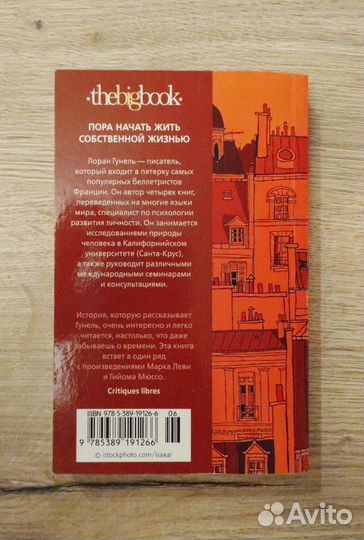 ·thebigbook·
ПОРА НАЧАТЬ ЖИТЬ
СОБСТВЕННОЙ ЖИЗНЬЮ
Лоран Гунель — писатель,
который входит в пятерку самых
популярных беллетристов
Франции. Он автор четырех книг,
переведенных на многие языки
мира, специалист по психологии
развития личности. Он занимается
исследованиями природы
человека в Калифорнийском
университете (Санта-Крус),
а также руководит различными
международными семинарами
и консультациями.
История, которую рассказывает
Гунель, очень интересно и легко
читается, настолько, что даже
забываешь о времени. Эта книга
встает в один ряд
с произведениями Марка Леви
и Гийома Мюссо.
Critiques libres
ISBN 978-5-389-19126-6
06
9 785389 191266
© istockphoto.com/isaxar
Avito